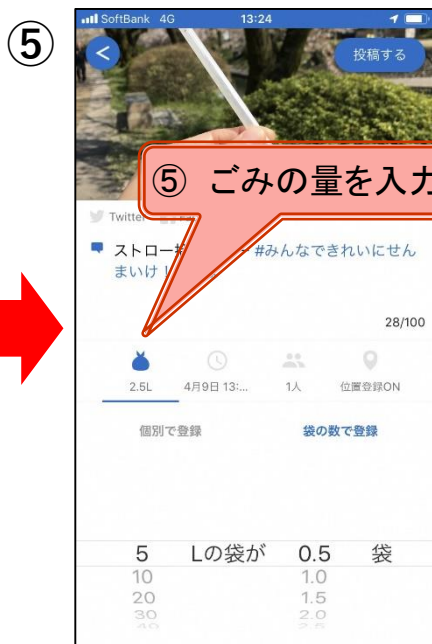 ⑤
SoftBank 4G 13:24
投稿する
⑤ ごみの量を入力
Twitter
ストロー #みんなできれいにせん
まいけ!
28/100
2.5L 4月9日 13:... 1人 位置登録ON
個別で登録 袋の数で登録
5 Lの袋が 0.5 袋
10 1.0
20 1.5
30 2.0
40 2.5